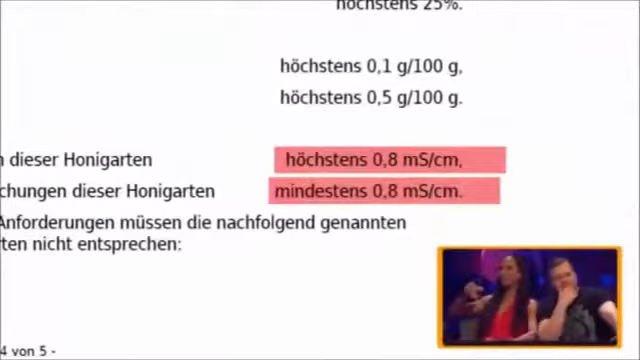 höchstens 25%.
höchstens 0,1 g/100 g,
höchstens 0,5 g/100 g.
dieser Honigarten höchstens 0,8 mS/cm,
chungen dieser Honigarten mindestens 0,8 mS/cm.
Anforderungen müssen die nachfolgend genannten
ten nicht entsprechen:
4 von 5 -